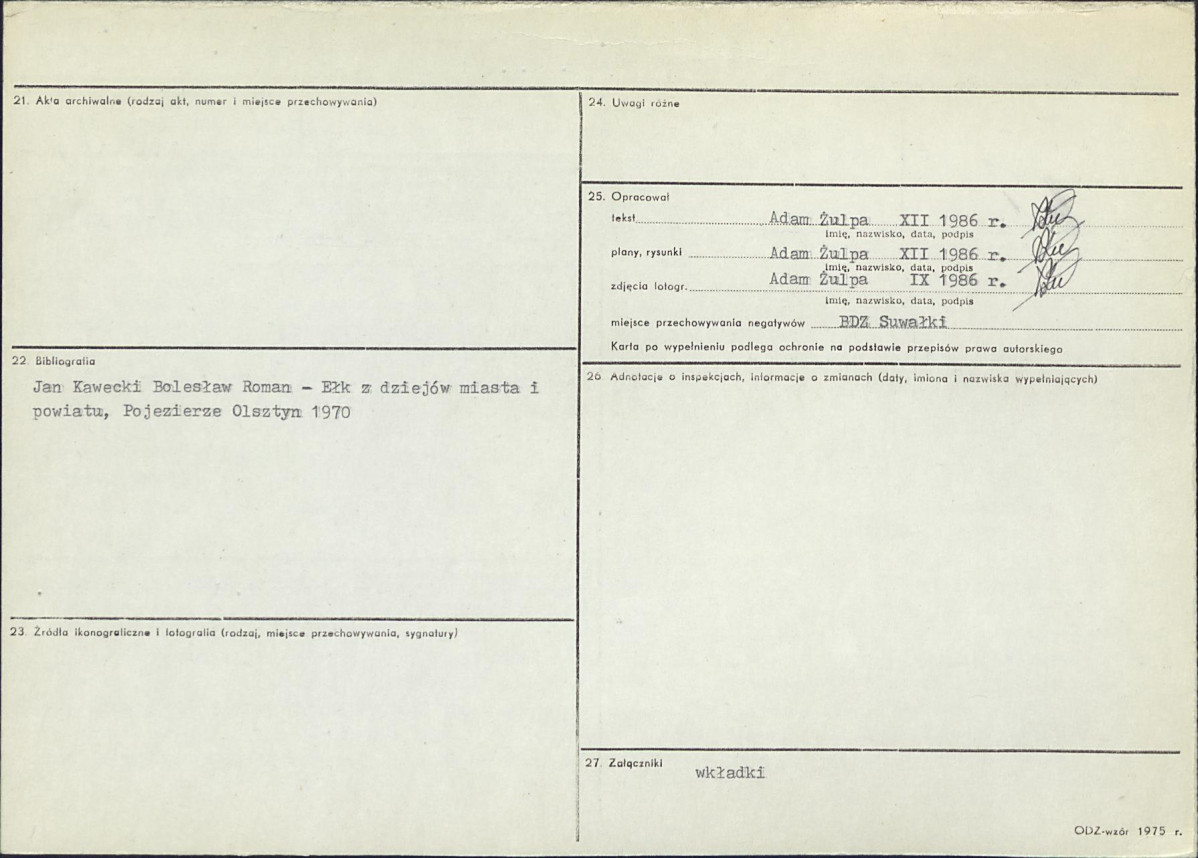 21. Akta archiwalne (rodzaj akt, numer i miejsce przechowywania)
22. Bibliografia
Jan Kawecki Bolesław Roman - Ełk z dziejów miasta i
powiatu, Pojezierze Olsztyn 1970
23. Źródła ikonograficzne i fotografia (rodzaj, miejsce przechowywania, sygnatury)
24. Uwagi różne
25. Opracował
tekst Adam Żulpa XII 1986 r.
imię, nazwisko, data, podpis
plany, rysunki Adam Żulpa XII 1986 r.
imię, nazwisko, data, podpis
zdjęcia fotogr. Adam Żulpa IX 1986 r.
imię, nazwisko, data, podpis
miejsce przechowywania negatywów BDZ Suwałki
Karta po wypełnieniu podlega ochronie na podstawie przepisów prawa autorskiego
26. Adnotacje o inspekcjach, informacje o zmianach (daty, imiona i nazwiska wypełniających)
27. Załączniki
wkładki
ODZ-wzór 1975 r.